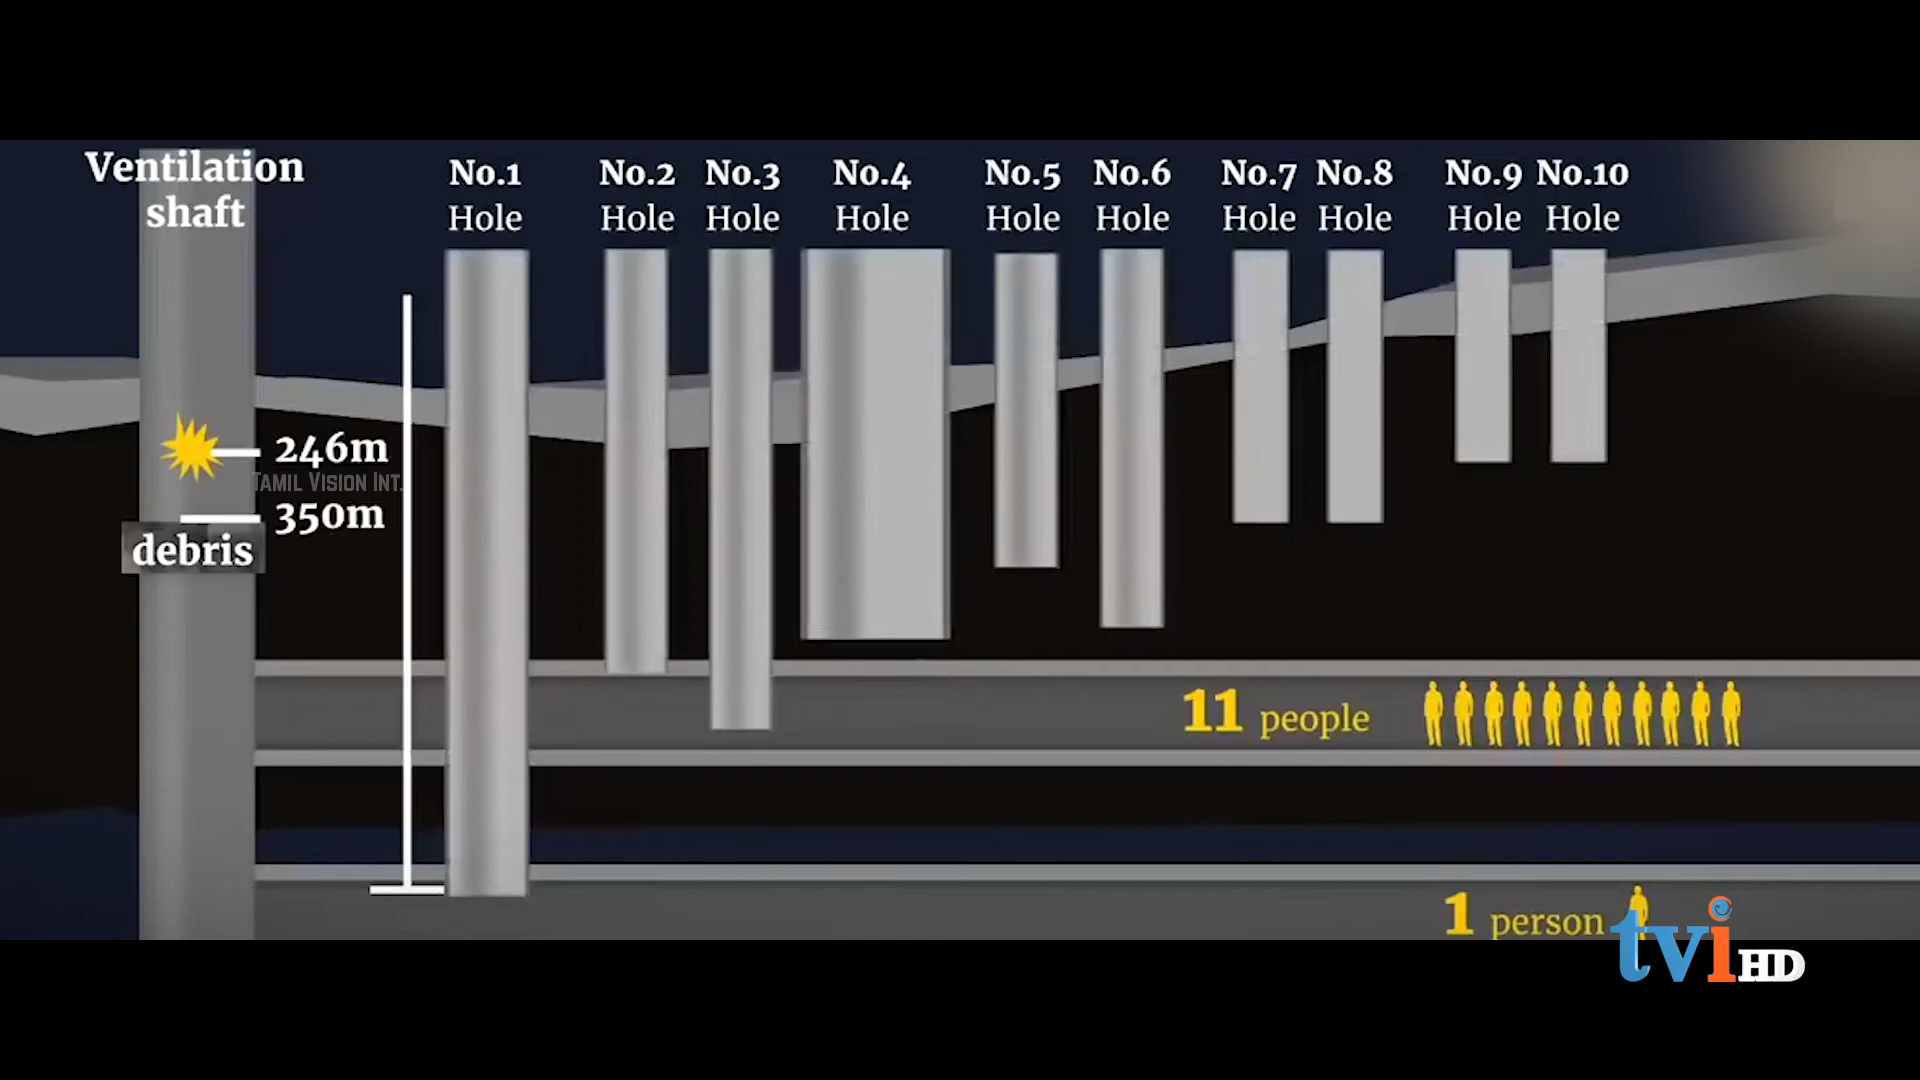 Ventilation
shaft
No.1
Hole
No.2
Hole
No.3
Hole
No.4
Hole
No.5
Hole
No.6
Hole
No.7
Hole
No.8
Hole
No.9
Hole
No.10
Hole
246m
TAMIL VISION INT.
350m
debris
11 people
1 person
tvi HD